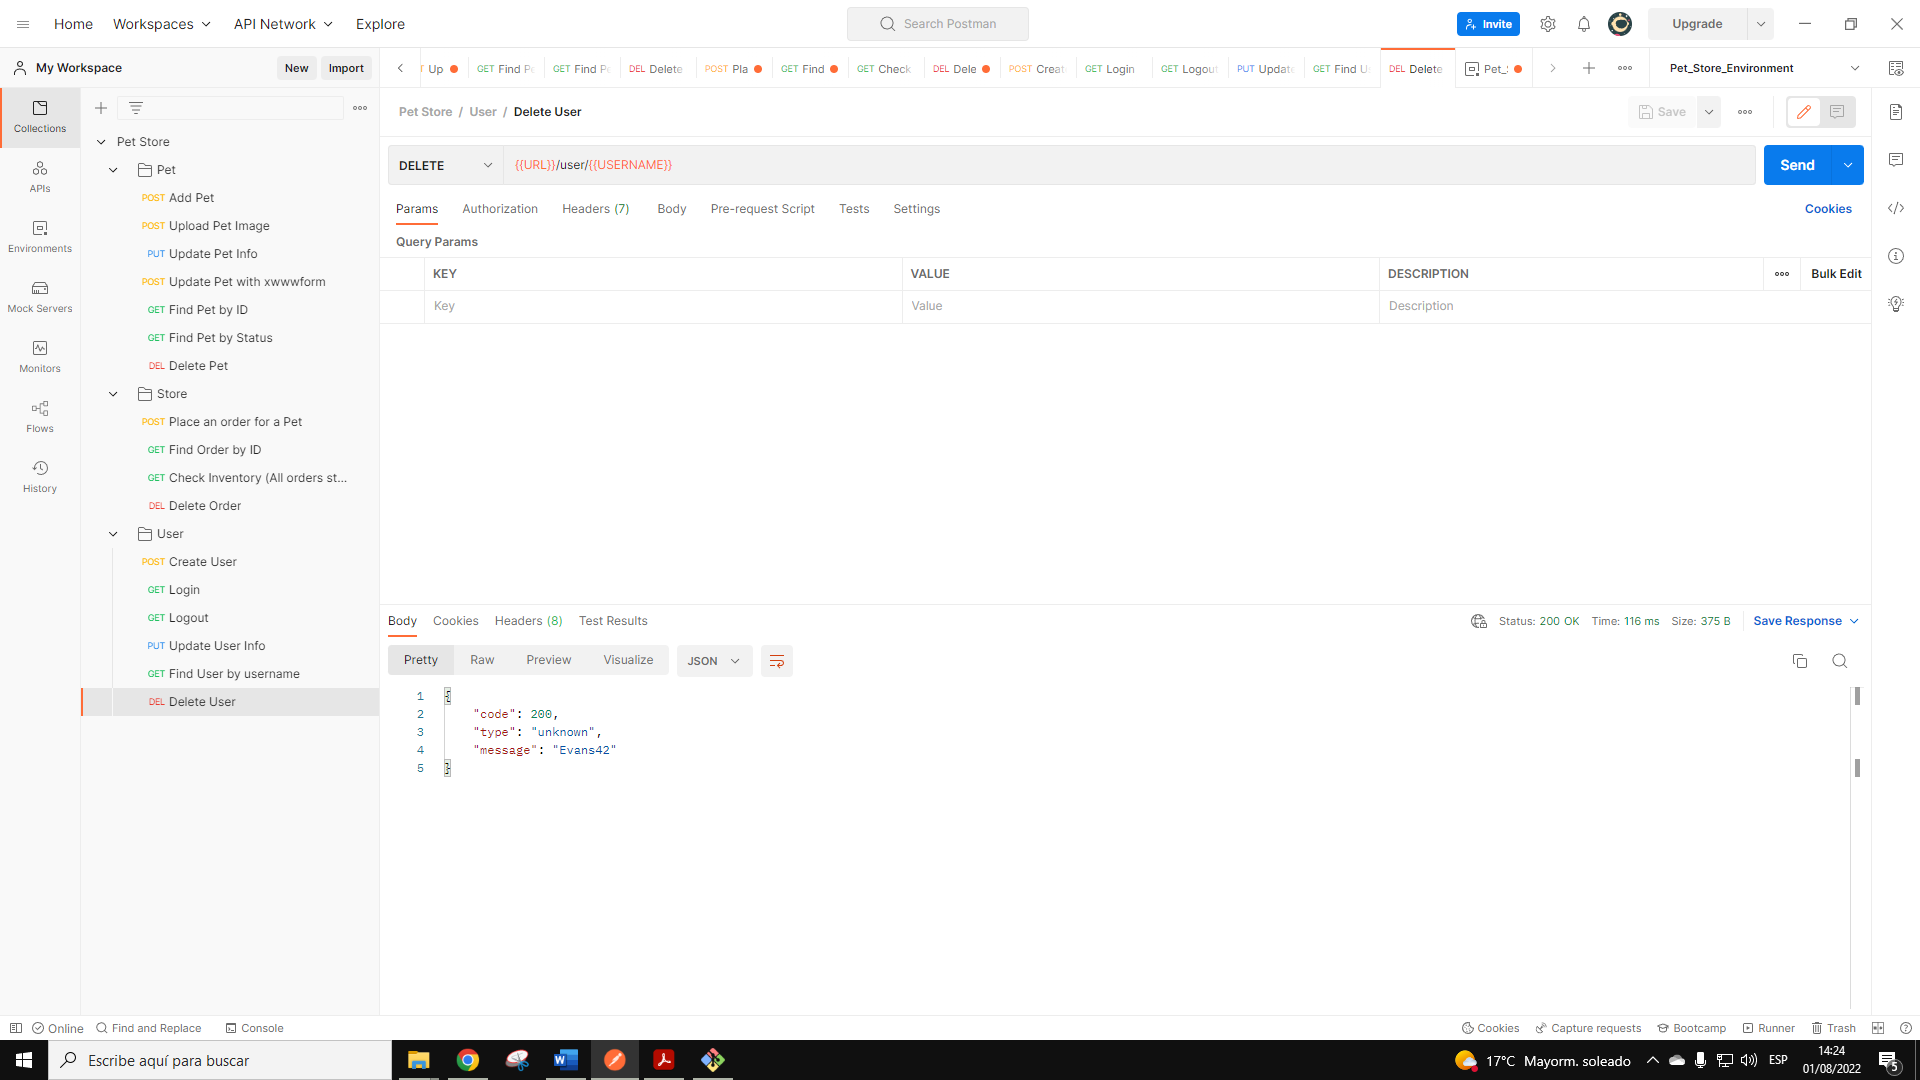 Home
Workspaces
API Network
Explore
Search Postman
Invite
Upgrade
My Workspace
New
Import
Up
GET Find Pe
GET Find Pe
DEL Delete
POST Pla
GET Find
GET Check
DEL Dele
POST Creat
GET Login
GET Logout
PUT Update
GET Find U
DEL Delete
Pet_
Pet_Store_Environment
Collections
APIs
Environments
Mock Servers
Monitors
Flows
History
Pet Store
Pet
POST Add Pet
POST Upload Pet Image
PUT Update Pet Info
POST Update Pet with xwwwform
GET Find Pet by ID
GET Find Pet by Status
DEL Delete Pet
Store
POST Place an order for a Pet
GET Find Order by ID
GET Check Inventory (All orders st...
DEL Delete Order
User
POST Create User
GET Login
GET Logout
PUT Update User Info
GET Find User by username
DEL Delete User
Pet Store / User / Delete User
Save
DELETE
{{URL}}/user/{{USERNAME}}
Send
Params
Authorization
Headers (7)
Body
Pre-request Script
Tests
Settings
Cookies
Query Params
KEY
VALUE
DESCRIPTION
Bulk Edit
Key
Value
Description
Body
Cookies
Headers (8)
Test Results
Status: 200 OK
Time: 116 ms
Size: 375 B
Save Response
Pretty
Raw
Preview
Visualize
JSON
1 {
2 "code": 200,
3 "type": "unknown",
4 "message": "Evans42"
5 }
Online
Find and Replace
Console
Cookies
Capture requests
Bootcamp
Runner
Trash
Escribe aquí para buscar
17°C Mayorm. soleado
ESP
14:24
01/08/2022
5